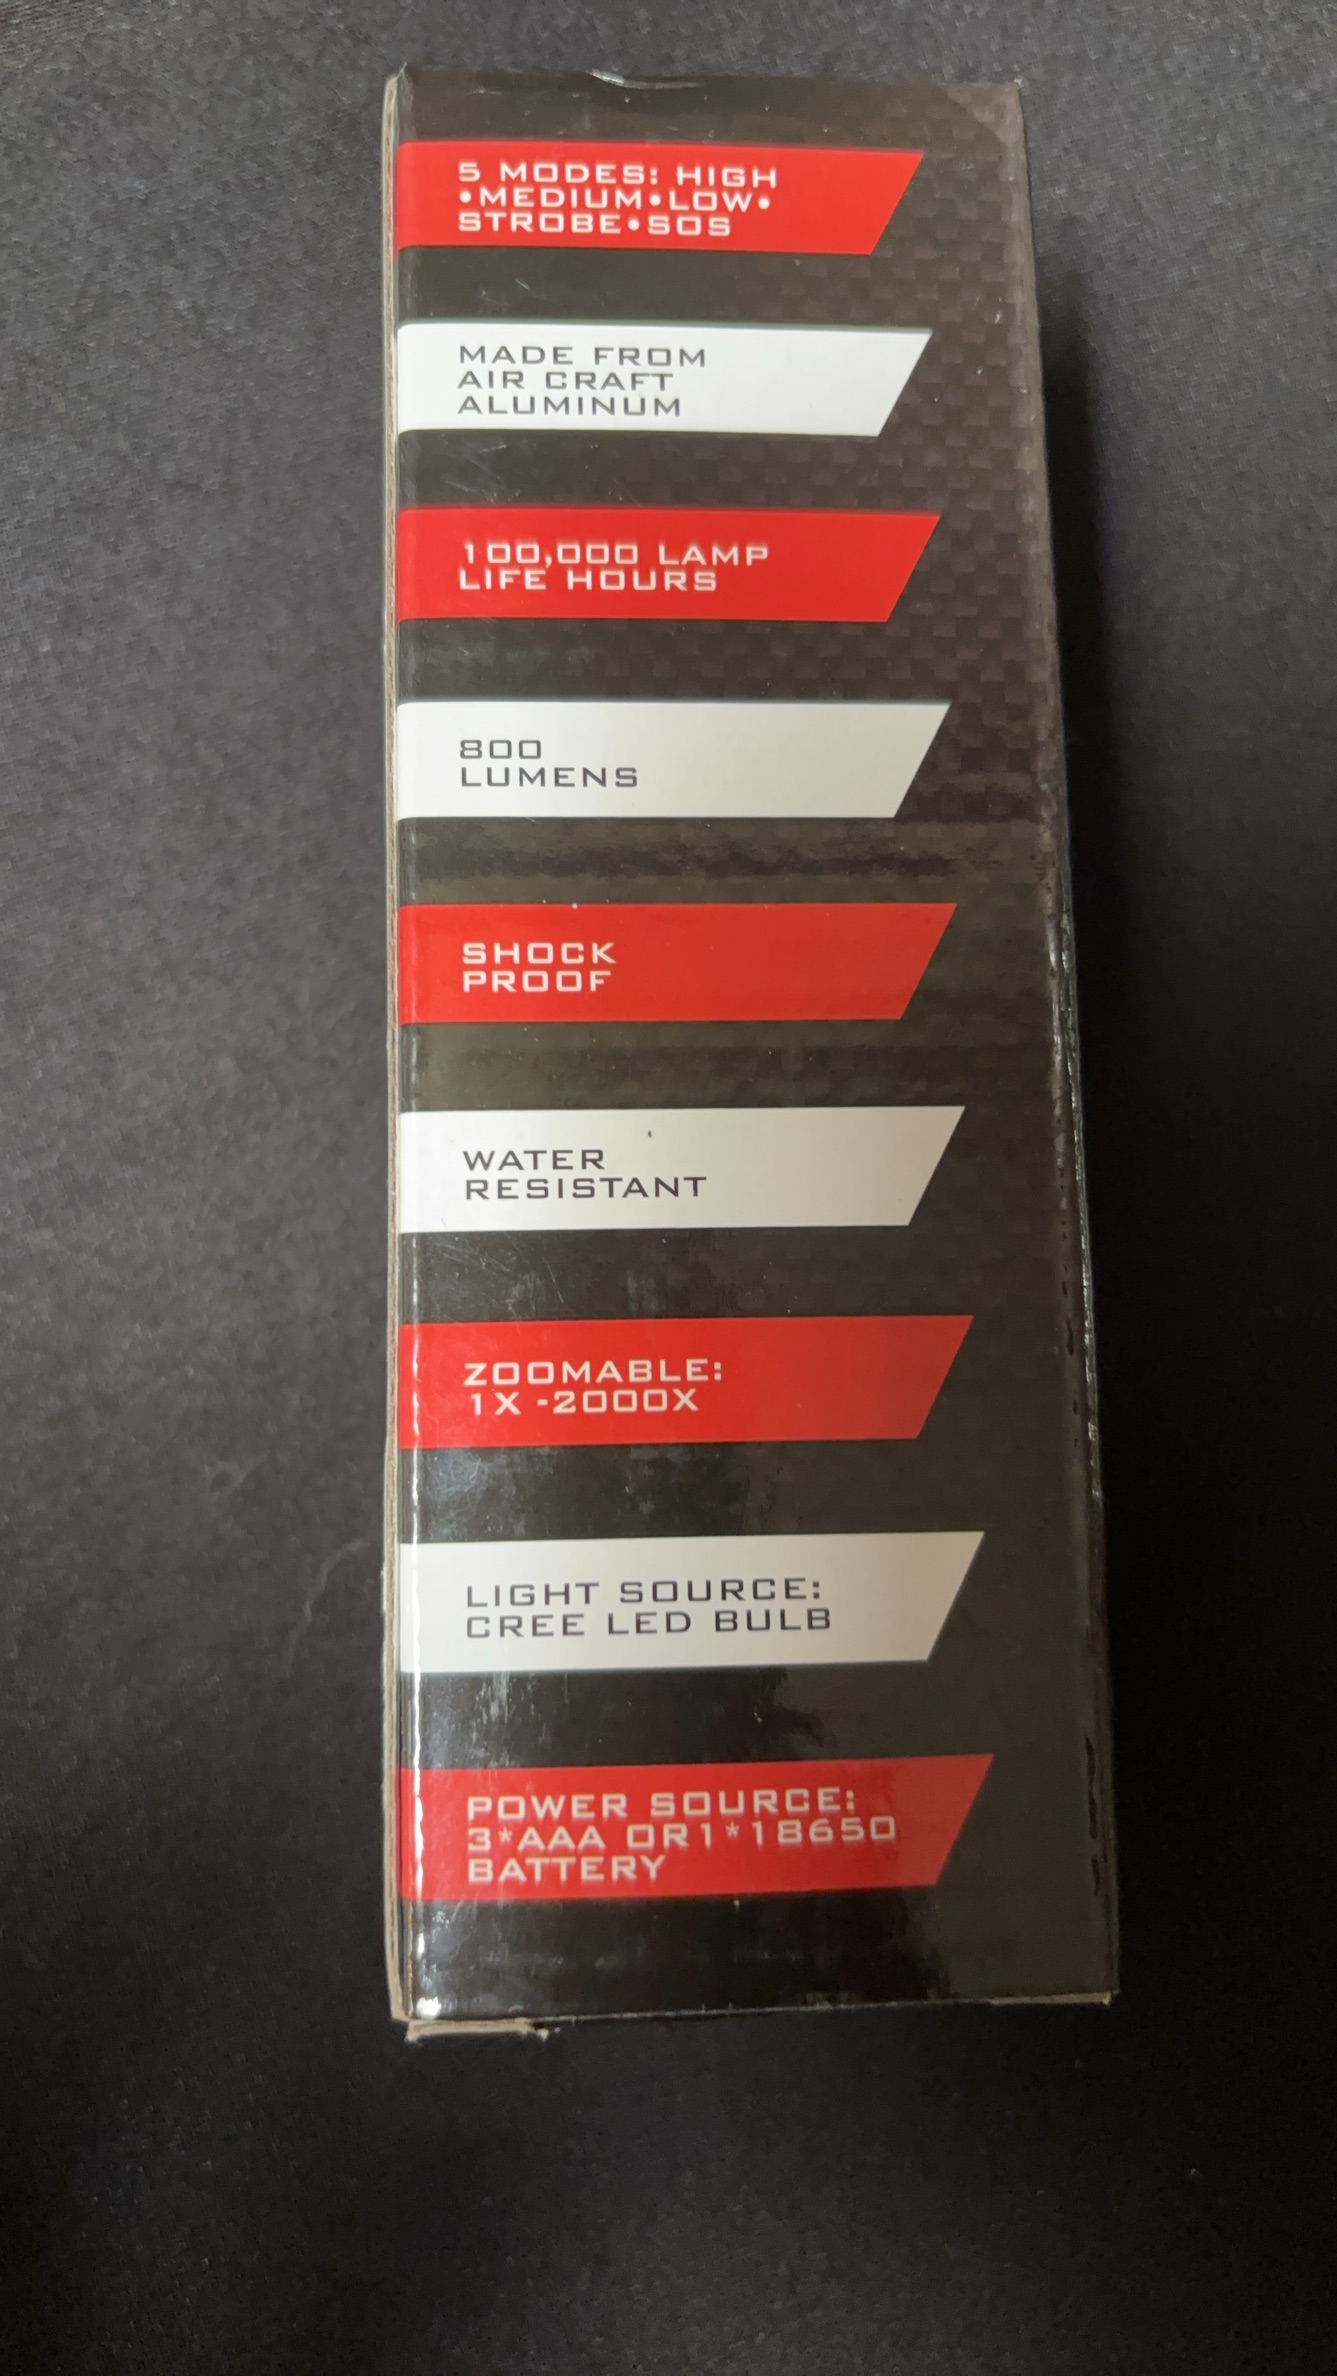 5 MODES: HIGH
•MEDIUM•LOW•
STROBE•SOS
MADE FROM
AIR CRAFT
ALUMINUM
100,000 LAMP
LIFE HOURS
800
LUMENS
SHOCK
PROOF
WATER
RESISTANT
ZOOMABLE:
1X -2000X
LIGHT SOURCE:
CREE LED BULB
POWER SOURCE:
3*AAA OR1*18650
BATTERY